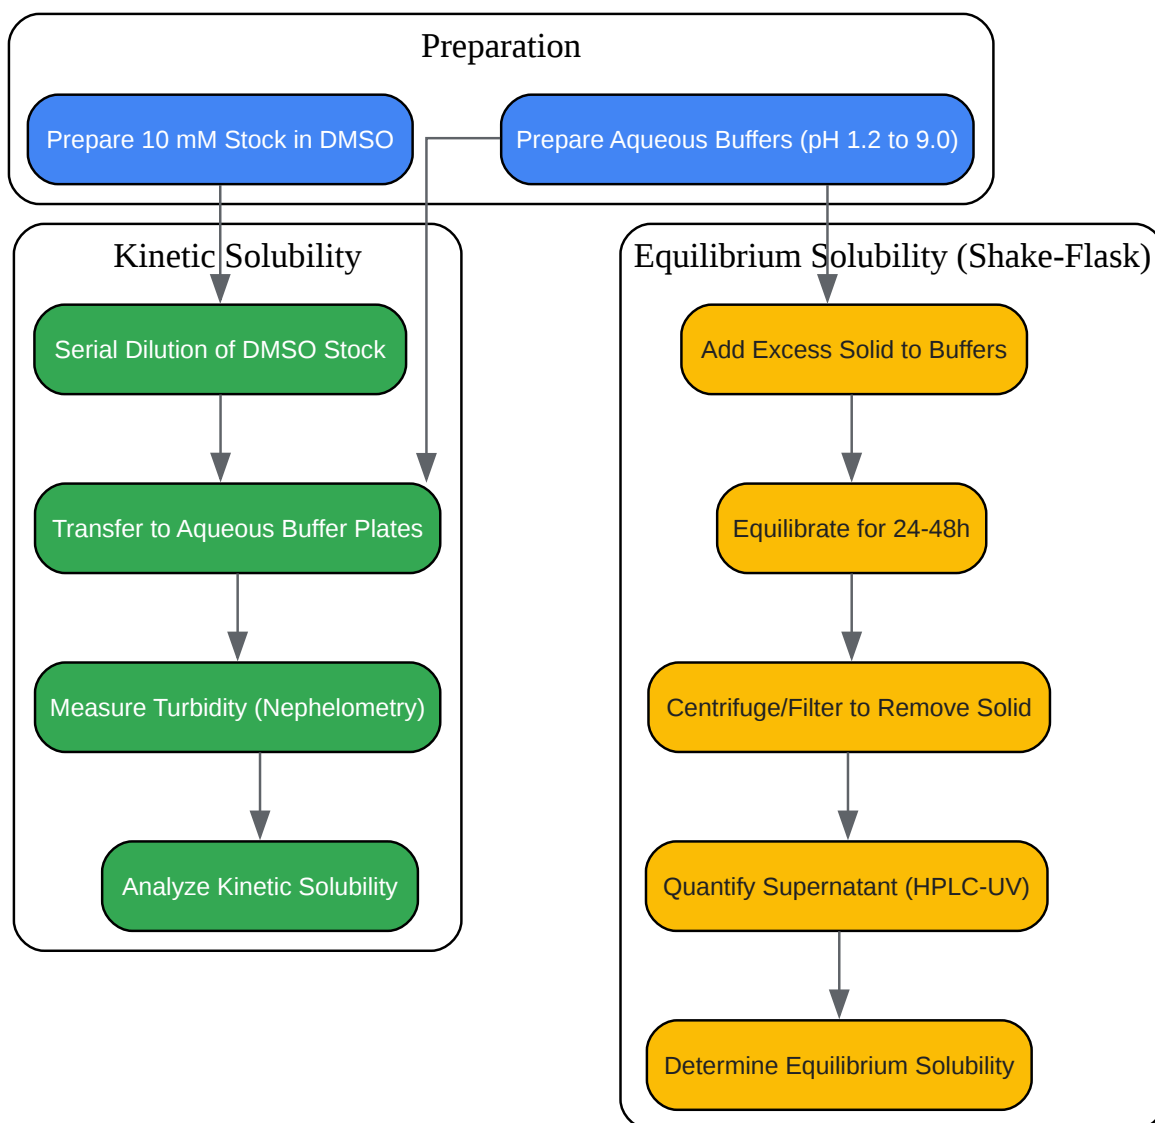 Preparation
Prepare 10 mM Stock in DMSO
Prepare Aqueous Buffers (pH 1.2 to 9.0)
Kinetic Solubility
Serial Dilution of DMSO Stock
Transfer to Aqueous Buffer Plates
Measure Turbidity (Nephelometry)
Analyze Kinetic Solubility
Equilibrium Solubility (Shake-Flask)
Add Excess Solid to Buffers
Equilibrate for 24-48h
Centrifuge/Filter to Remove Solid
Quantify Supernatant (HPLC-UV)
Determine Equilibrium Solubility